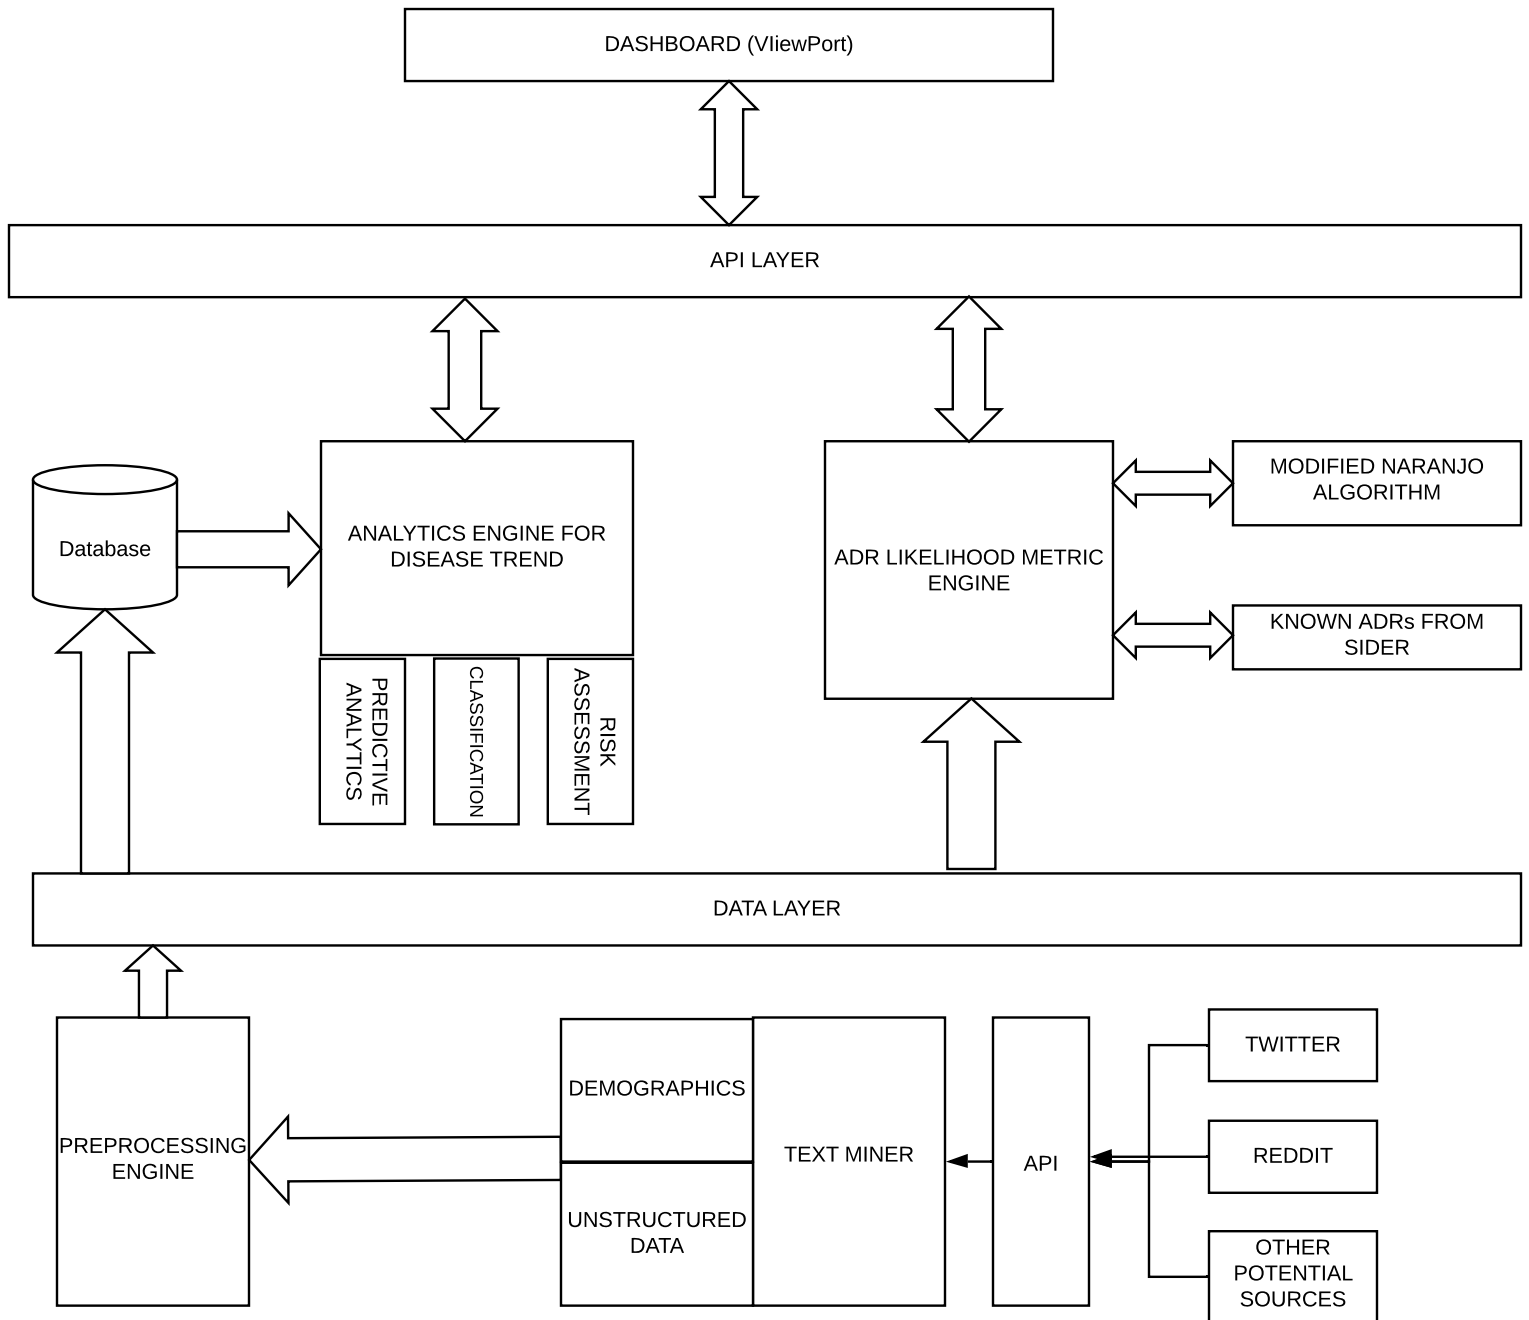 DASHBOARD (VIiewPort)
API LAYER
Database
ANALYTICS ENGINE FOR
DISEASE TREND
PREDICTIVE
ANALYTICS
CLASSIFICATION
RISK
ASSESSMENT
ADR LIKELIHOOD METRIC
ENGINE
MODIFIED NARANJO
ALGORITHM
KNOWN ADRs FROM
SIDER
DATA LAYER
PREPROCESSING
ENGINE
DEMOGRAPHICS
UNSTRUCTURED
DATA
TEXT MINER
API
TWITTER
REDDIT
OTHER
POTENTIAL
SOURCES